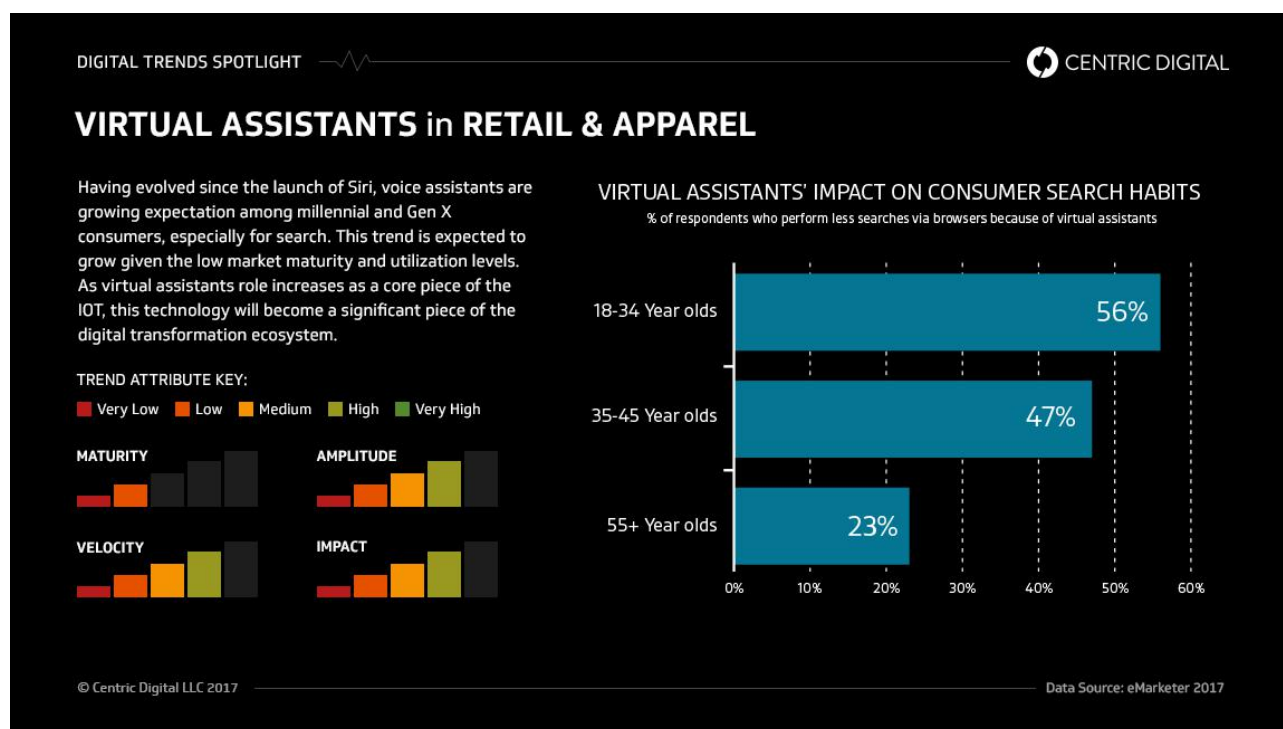 DIGITAL TRENDS SPOTLIGHT
CENTRIC DIGITAL
VIRTUAL ASSISTANTS in RETAIL & APPAREL
Having evolved since the launch of Siri, voice assistants are
growing expectation among millennial and Gen X
consumers, especially for search. This trend is expected to
grow given the low market maturity and utilization levels.
As virtual assistants role increases as a core piece of the
IOT, this technology will become a significant piece of the
digital transformation ecosystem.
TREND ATTRIBUTE KEY:
Very Low Low Medium High Very High
MATURITY
AMPLITUDE
VELOCITY
IMPACT
VIRTUAL ASSISTANTS' IMPACT ON CONSUMER SEARCH HABITS
% of respondents who perform less searches via browsers because of virtual assistants
18-34 Year olds 56%
35-45 Year olds 47%
55+ Year olds 23%
0% 10% 20% 30% 40% 50% 60%
© Centric Digital LLC 2017
Data Source: eMarketer 2017